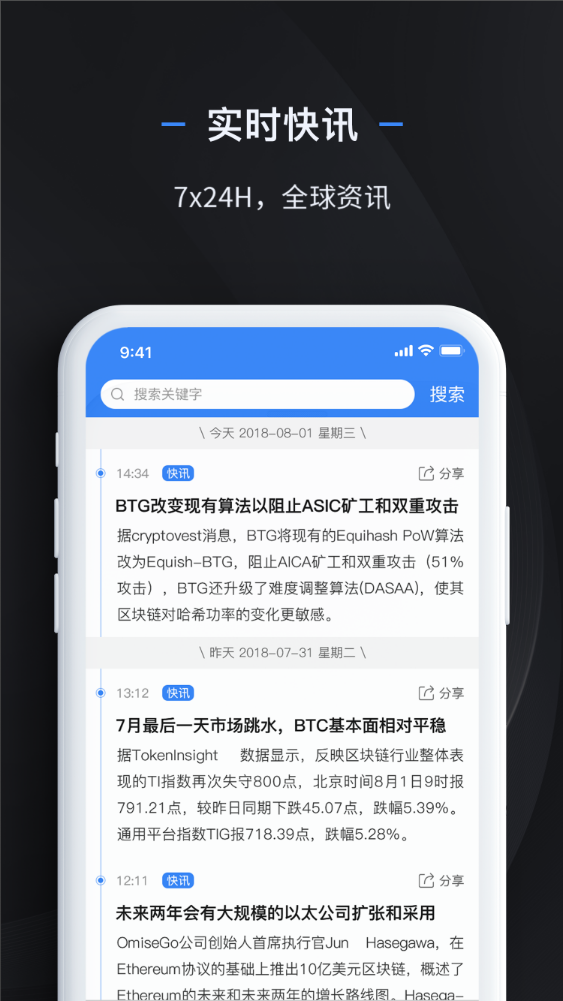 实时快讯
7x24H，全球资讯
9:41
搜索关键字 搜索
\ 今天 2018-08-01 星期三 \
14:34 快讯 分享
BTG改变现有算法以阻止ASIC矿工和双重攻击
据cryptovest消息，BTG将现有的Equihash PoW算法
改为Equish-BTG，阻止AICA矿工和双重攻击（51%
攻击），BTG还升级了难度调整算法(DASAA)，使其
区块链对哈希功率的变化更敏感。
\ 昨天 2018-07-31 星期二 \
13:12 快讯 分享
7月最后一天市场跳水，BTC基本面相对平稳
据TokenInsight 数据显示，反映区块链行业整体表
现的TI指数再次失守800点，北京时间8月1日9时报
791.21点，较昨日同期下跌45.07点，跌幅5.39%。
通用平台指数TIG报718.39点，跌幅5.28%。
12:11 快讯 分享
未来两年会有大规模的以太公司扩张和采用
OmiseGo公司创始人首席执行官Jun Hasegawa，在
Ethereum协议的基础上推出10亿美元区块链，概述了
Ethereum的未来和未来两年的增长路线图。Hasega-